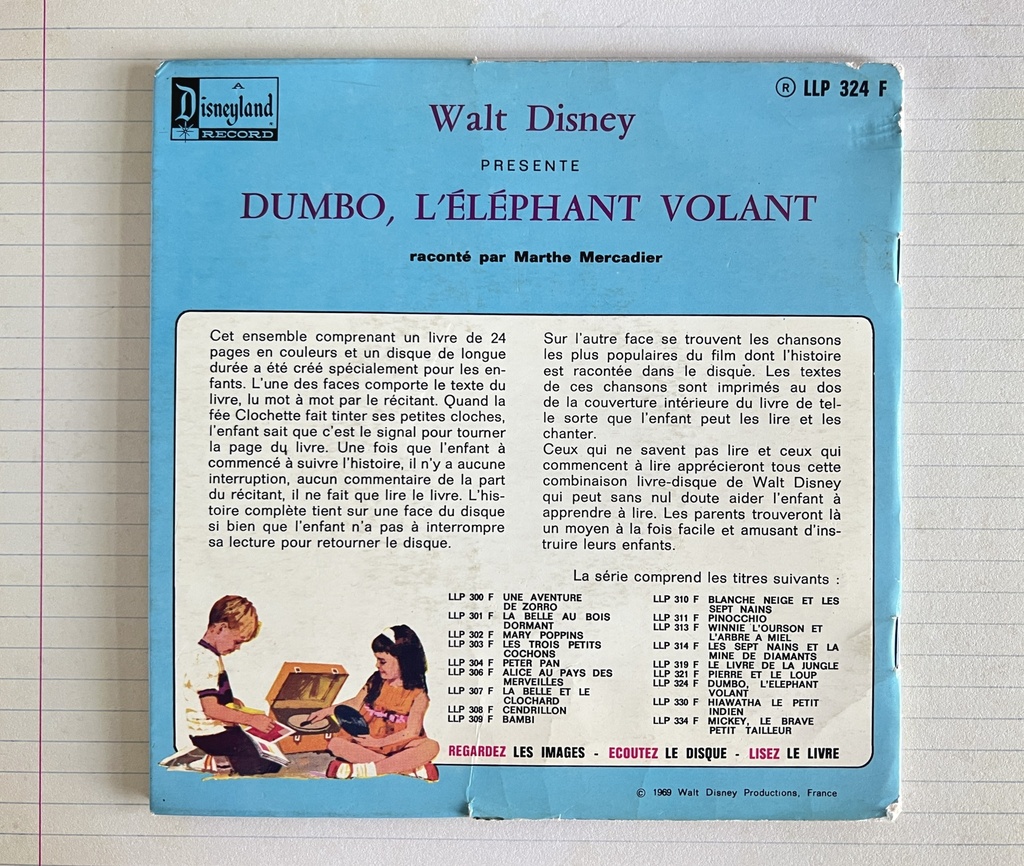 A
Disneyland
RECORD
Ⓡ LLP 324 F
Walt Disney
PRESENTE
DUMBO, L'ÉLÉPHANT VOLANT
raconté par Marthe Mercadier
Cet ensemble comprenant un livre de 24
pages en couleurs et un disque de longue
durée a été créé spécialement pour les en-
fants. L'une des faces comporte le texte du
livre, lu mot à mot par le récitant. Quand la
fée Clochette fait tinter ses petites cloches,
l'enfant sait que c'est le signal pour tourner
la page du livre. Une fois que l'enfant à
commencé à suivre l'histoire, il n'y a aucune
interruption, aucun commentaire de la part
du récitant, il ne fait que lire le livre. L'his-
toire complète tient sur une face du disque
si bien que l'enfant n'a pas à interrompre
sa lecture pour retourner le disque.
Sur l'autre face se trouvent les chansons
les plus populaires du film dont l'histoire
est racontée dans le disque. Les textes
de ces chansons sont imprimés au dos
de la couverture intérieure du livre de tel-
le sorte que l'enfant peut les lire et les
chanter.
Ceux qui ne savent pas lire et ceux qui
commencent à lire apprécieront tous cette
combinaison livre-disque de Walt Disney
qui peut sans nul doute aider l'enfant à
apprendre à lire. Les parents trouveront là
un moyen à la fois facile et amusant d'ins-
truire leurs enfants.
La série comprend les titres suivants :
LLP 300 F UNE AVENTURE
DE ZORRO
LLP 301 F LA BELLE AU BOIS
DORMANT
LLP 302 F MARY POPPINS
LLP 303 F LES TROIS PETITS
COCHONS
LLP 304 F PETER PAN
LLP 306 F ALICE AU PAYS DES
MERVEILLES
LLP 307 F LA BELLE ET LE
CLOCHARD
LLP 308 F CENDRILLON
LLP 309 F BAMBI
LLP 310 F BLANCHE NEIGE ET LES
SEPT NAINS
LLP 311 F PINOCCHIO
LLP 313 F WINNIE L'OURSON ET
L'ARBRE A MIEL
LLP 314 F LES SEPT NAINS ET LA
MINE DE DIAMANTS
LLP 319 F LE LIVRE DE LA JUNGLE
LLP 321 F PIERRE ET LE LOUP
LLP 324 F DUMBO, L'ELEPHANT
VOLANT
LLP 330 F HIAWATHA LE PETIT
INDIEN
LLP 334 F MICKEY, LE BRAVE
PETIT TAILLEUR
REGARDEZ LES IMAGES - ECOUTEZ LE DISQUE - LISEZ LE LIVRE
© 1969 Walt Disney Productions, France